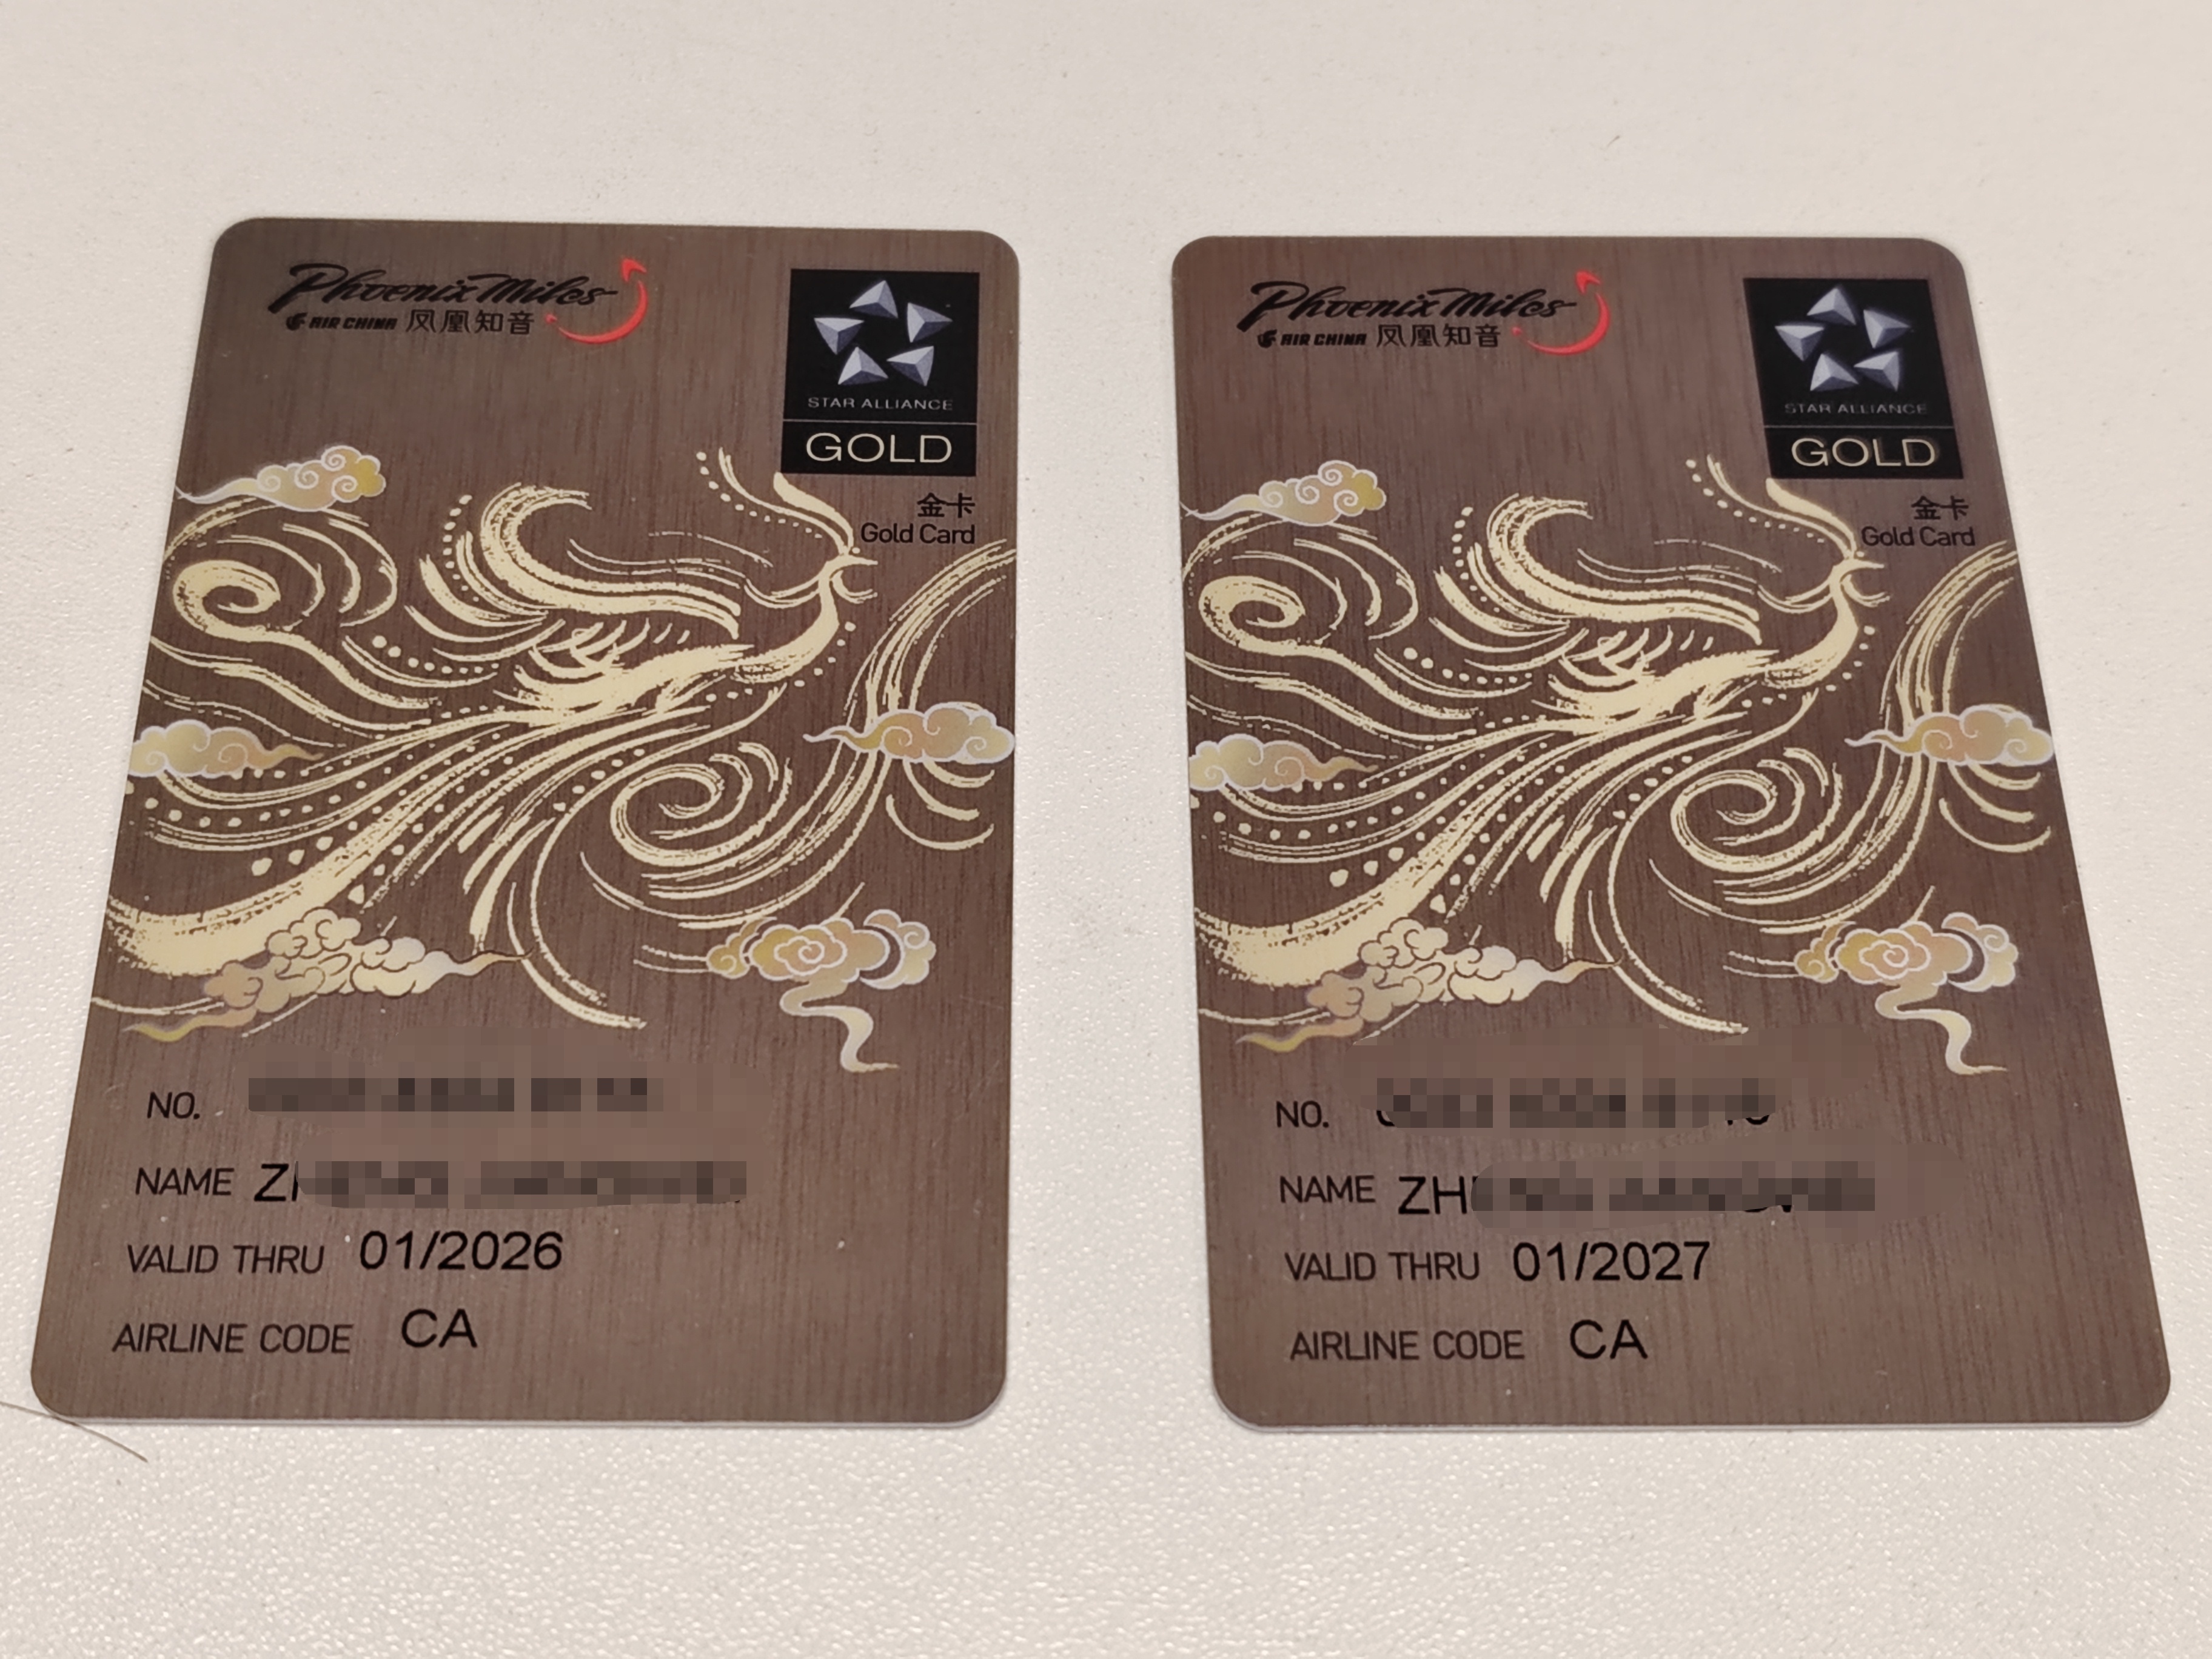 Phoenix Miles
AIR CHINA 凤凰知音
STAR ALLIANCE
GOLD
金卡
Gold Card
NO.
NAME
VALID THRU 01/2026
AIRLINE CODE CA
Phoenix Miles
AIR CHINA 凤凰知音
STAR ALLIANCE
GOLD
金卡
Gold Card
NO.
NAME
VALID THRU 01/2027
AIRLINE CODE CA